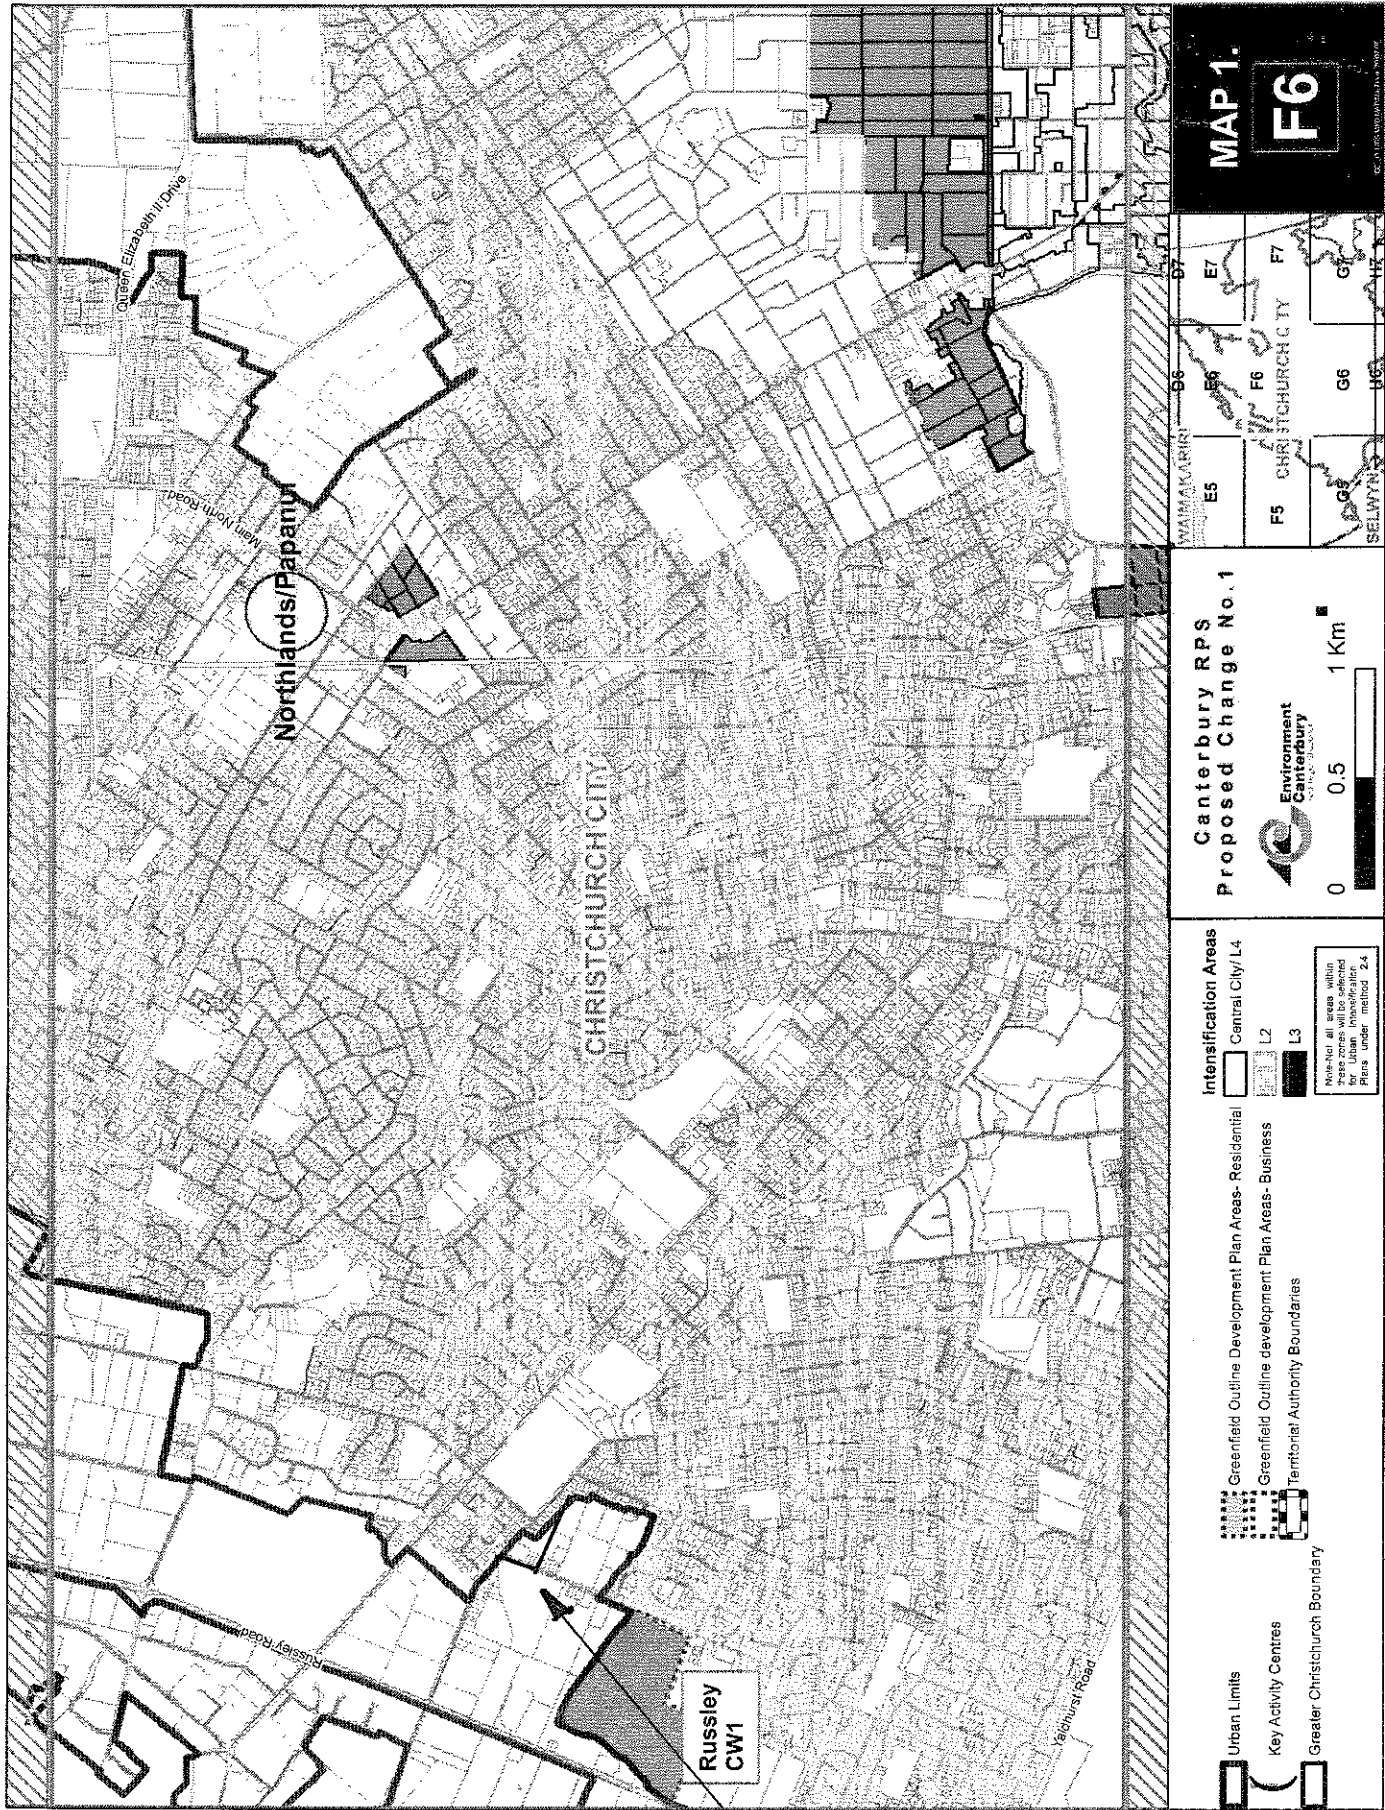 Queen Elizabeth II Drive
Main North Road
Northlands/Papanui
CHRISTCHURCH CITY
Russley Road
Russley
CW1
Yaldhurst Road
Urban Limits
Key Activity Centres
Greater Christchurch Boundary
Greenfield Outline Development Plan Areas- Residential
Greenfield Outline development Plan Areas- Business
Territorial Authority Boundaries
Intensification Areas
Central City/ L4
L2
L3
Note-Not all areas within
these zones will be selected
for Urban Intensification
Plans under method 2.4
Canterbury RPS
Proposed Change No. 1
Environment
Canterbury
0 0.5 1 Km
D6 D7
WAIMAKARIRI
E5 E6 E7
F5 F6 F7
CHRISTCHURCH CITY
G5 G6 G7
SELWYN H6 H7
MAP 1.
F6